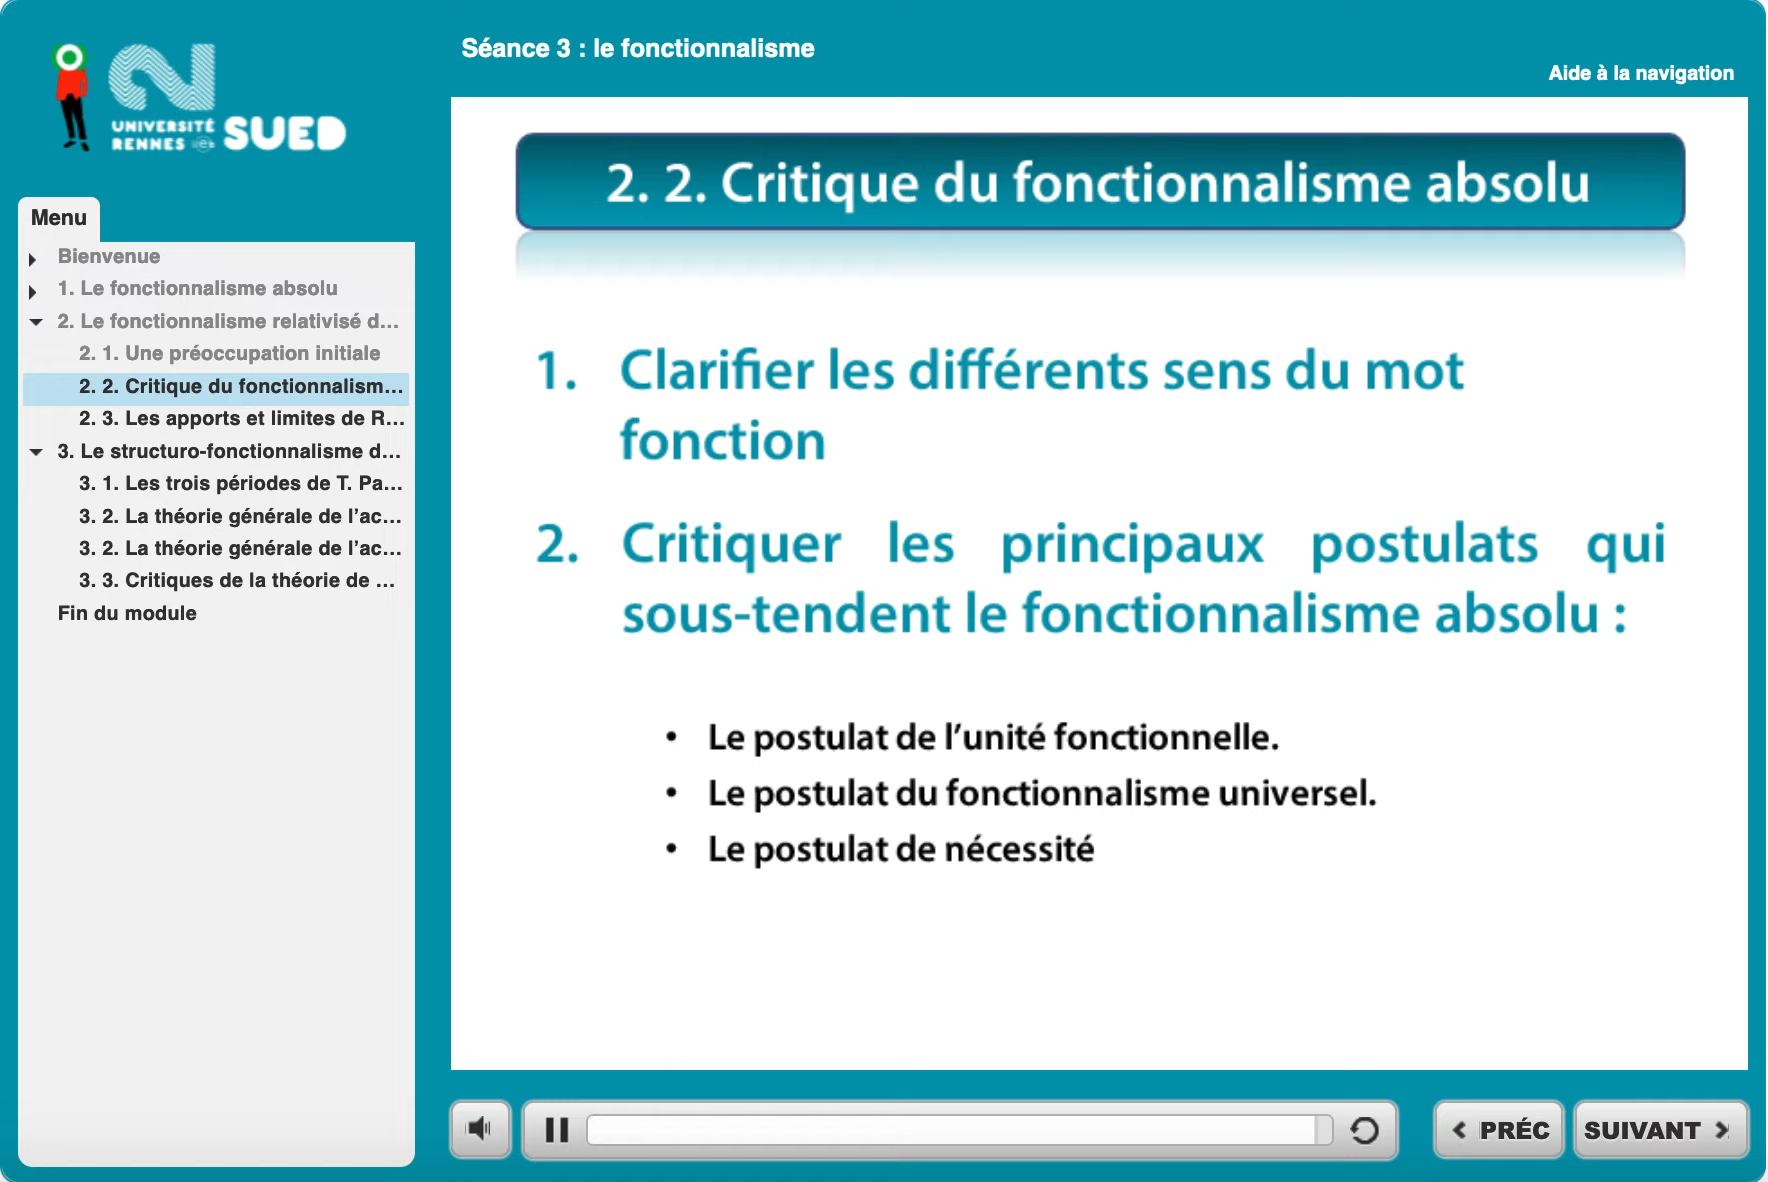 UNIVERSITÉ
RENNES
SUED
Séance 3 : le fonctionnalisme
Aide à la navigation
Menu
Bienvenue
1. Le fonctionnalisme absolu
2. Le fonctionnalisme relativisé d...
2. 1. Une préoccupation initiale
2. 2. Critique du fonctionnalism...
2. 3. Les apports et limites de R...
3. Le structuro-fonctionnalisme d...
3. 1. Les trois périodes de T. Pa...
3. 2. La théorie générale de l’ac...
3. 2. La théorie générale de l’ac...
3. 3. Critiques de la théorie de ...
Fin du module
2. 2. Critique du fonctionnalisme absolu
1. Clarifier les différents sens du mot
fonction
2. Critiquer les principaux postulats qui
sous-tendent le fonctionnalisme absolu :
• Le postulat de l’unité fonctionnelle.
• Le postulat du fonctionnalisme universel.
• Le postulat de nécessité
PRÉC
SUIVANT